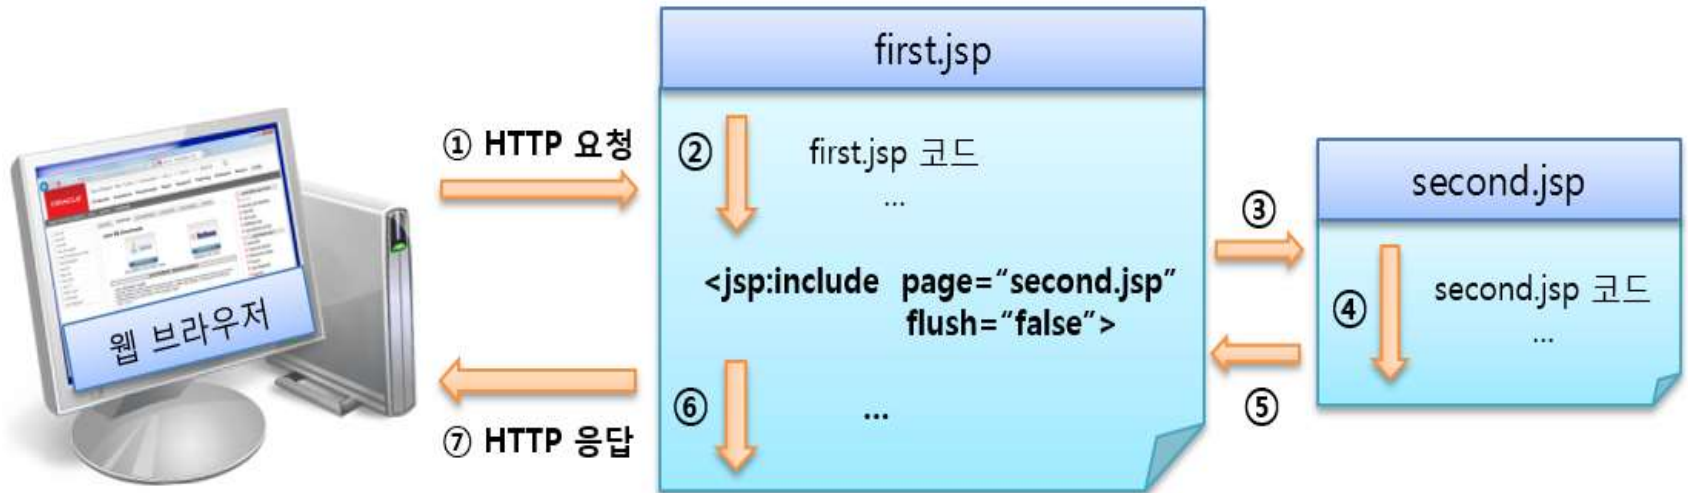 first.jsp
① HTTP 요청
②
first.jsp 코드
...
<jsp:include page=“second.jsp”
flush=“false”>
③
second.jsp
④
second.jsp 코드
...
⑤
⑥
...
⑦ HTTP 응답
웹 브라우저
ORACLE